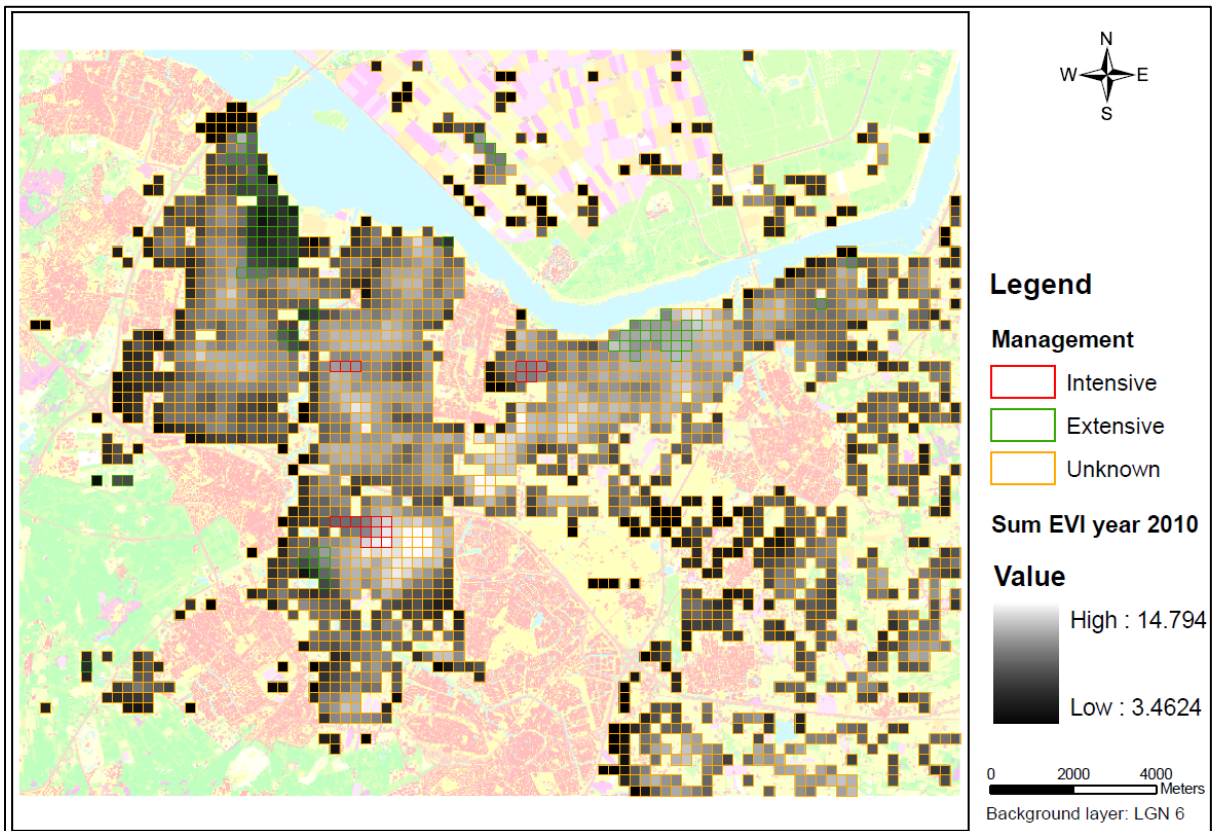 N
W E
S
Legend
Management
Intensive
Extensive
Unknown
Sum EVI year 2010
Value
High : 14.794
Low : 3.4624
0 2000 4000
Meters
Background layer: LGN 6